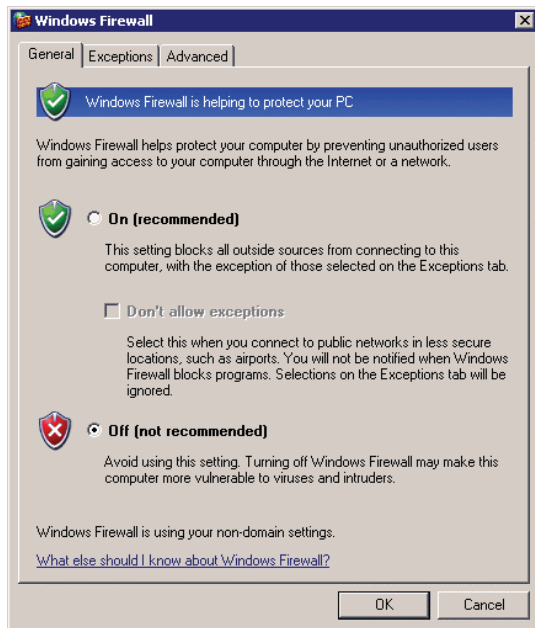 Windows Firewall
General Exceptions Advanced
Windows Firewall is helping to protect your PC
Windows Firewall helps protect your computer by preventing unauthorized users
from gaining access to your computer through the Internet or a network.
On (recommended)
This setting blocks all outside sources from connecting to this
computer, with the exception of those selected on the Exceptions tab.
Don't allow exceptions
Select this when you connect to public networks in less secure
locations, such as airports. You will not be notified when Windows
Firewall blocks programs. Selections on the Exceptions tab will be
ignored.
Off (not recommended)
Avoid using this setting. Turning off Windows Firewall may make this
computer more vulnerable to viruses and intruders.
Windows Firewall is using your non-domain settings.
What else should I know about Windows Firewall?
OK Cancel